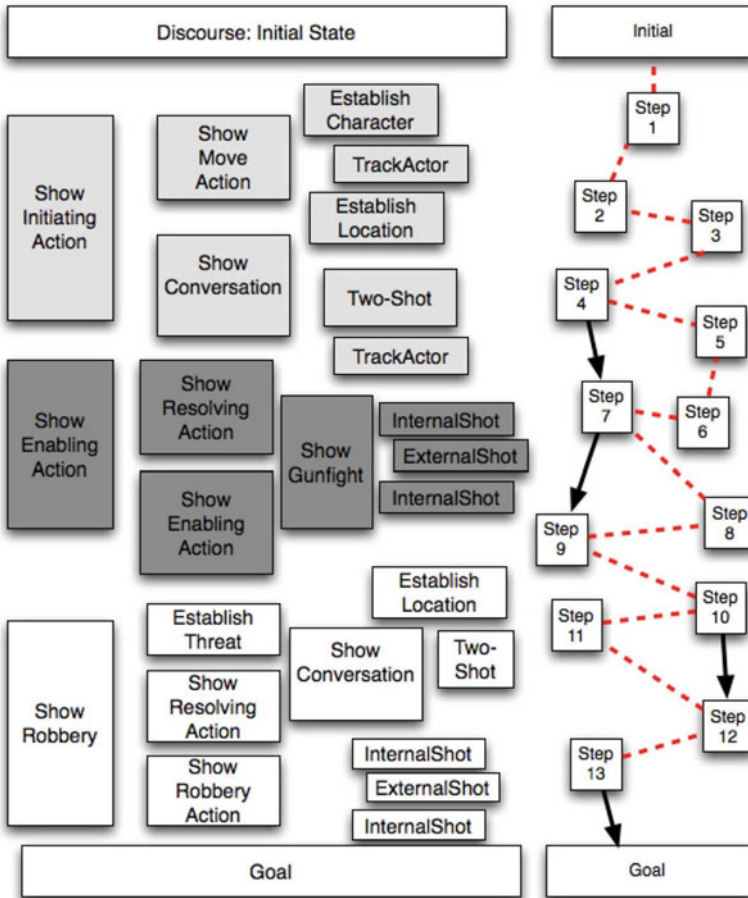 Discourse: Initial State
Show
Initiating
Action
Show
Move
Action
Establish
Character
TrackActor
Establish
Location
Show
Conversation
Two-Shot
TrackActor
Show
Enabling
Action
Show
Resolving
Action
Show
Enabling
Action
Show
Gunfight
InternalShot
ExternalShot
InternalShot
Show
Robbery
Establish
Threat
Show
Resolving
Action
Show
Robbery
Action
Establish
Location
Show
Conversation
Two-
Shot
InternalShot
ExternalShot
InternalShot
Goal
Initial
Step
1
Step
2
Step
3
Step
4
Step
5
Step
6
Step
7
Step
8
Step
9
Step
10
Step
11
Step
12
Step
13
Goal